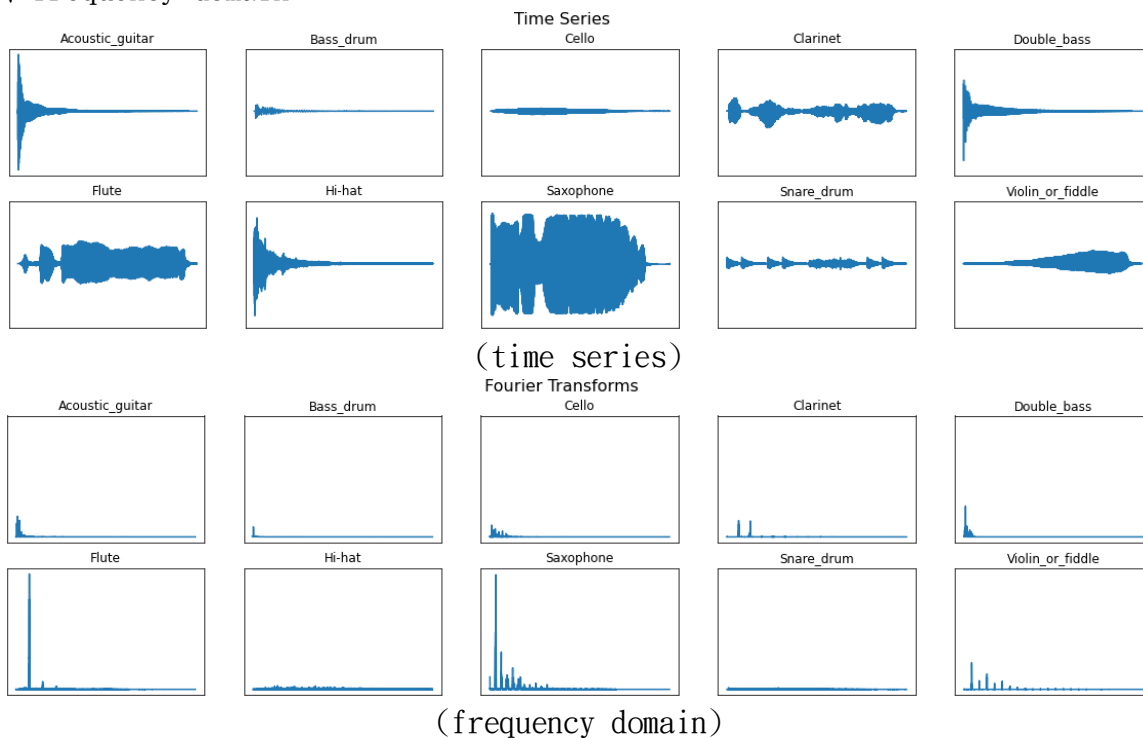 Time Series
Acoustic_guitar Bass_drum Cello Clarinet Double_bass
Flute Hi-hat Saxophone Snare_drum Violin_or_fiddle
(time series)
Fourier Transforms
Acoustic_guitar Bass_drum Cello Clarinet Double_bass
Flute Hi-hat Saxophone Snare_drum Violin_or_fiddle
(frequency domain)